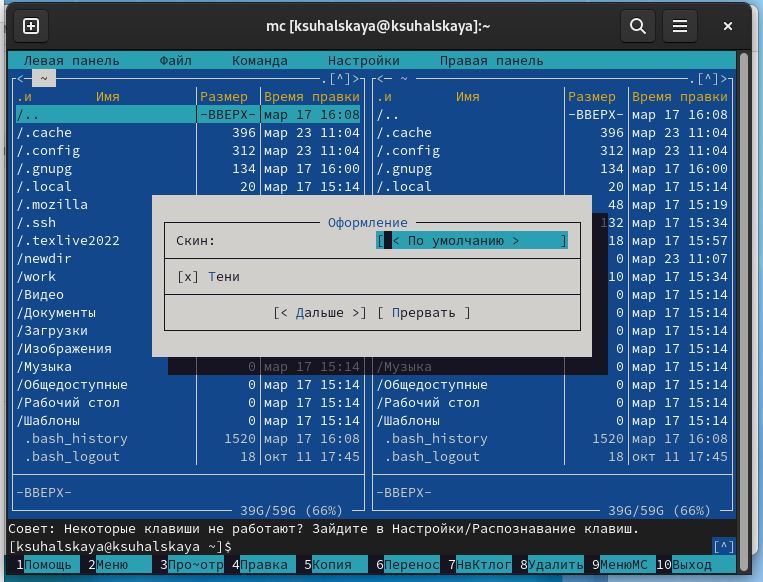 mc [ksuhalskaya@ksuhalskaya]:~
Левая панель Файл Команда Настройки Правая панель
<- ~ .[^]> <- ~ .[^]>
.и Имя Размер Время правки .и Имя Размер Время правки
/.. -ВВЕРХ- мар 17 16:08 /.. -ВВЕРХ- мар 17 16:08
/.cache 396 мар 23 11:04 /.cache 396 мар 23 11:04
/.config 312 мар 23 11:04 /.config 312 мар 23 11:04
/.gnupg 134 мар 17 16:00 /.gnupg 134 мар 17 16:00
/.local 20 мар 17 15:14 /.local 20 мар 17 15:14
/.mozilla 48 мар 17 15:19
/.ssh Оформление 132 мар 17 15:34
/.texlive2022 Скин: [ < По умолчанию > ] 18 мар 17 15:57
/newdir 0 мар 23 11:07
/work [x] Тени 10 мар 17 15:34
/Видео 0 мар 17 15:14
/Документы [< Дальше >] [ Прервать ] 0 мар 17 15:14
/Загрузки 0 мар 17 15:14
/Изображения 0 мар 17 15:14
/Музыка 0 мар 17 15:14 /Музыка 0 мар 17 15:14
/Общедоступные 0 мар 17 15:14 /Общедоступные 0 мар 17 15:14
/Рабочий стол 0 мар 17 15:14 /Рабочий стол 0 мар 17 15:14
/Шаблоны 0 мар 17 15:14 /Шаблоны 0 мар 17 15:14
.bash_history 1520 мар 17 16:08 .bash_history 1520 мар 17 16:08
.bash_logout 18 окт 11 17:45 .bash_logout 18 окт 11 17:45
-ВВЕРХ- -ВВЕРХ-
39G/59G (66%) 39G/59G (66%)
Совет: Некоторые клавиши не работают? Зайдите в Настройки/Распознавание клавиш.
[ksuhalskaya@ksuhalskaya ~]$ [^]
1Помощь 2Меню 3Про~отр 4Правка 5Копия 6Перенос 7НвКтлог 8Удалить 9МенюМС 10Выход